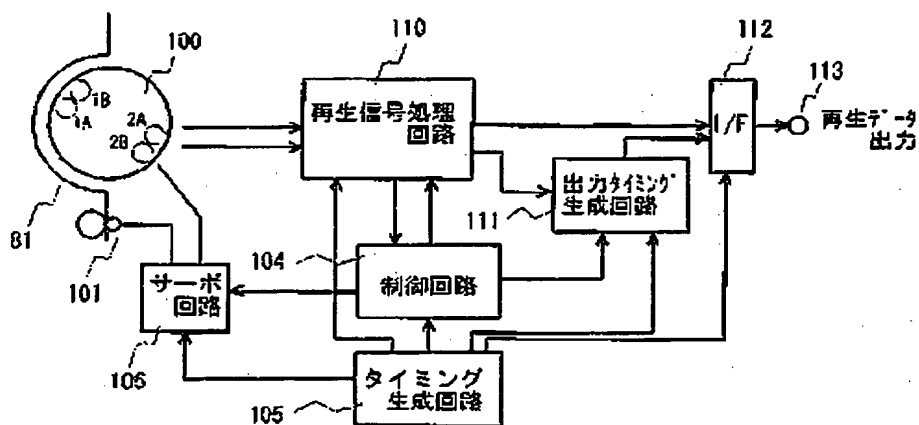 100
110
112
113
1B
1A
2A
2B
再生信号処理
回路
I/F
再生データ
出力
出力タイミング
生成回路
111
81
101
104
制御回路
サーボ
回路
106
タイミング
生成回路
105